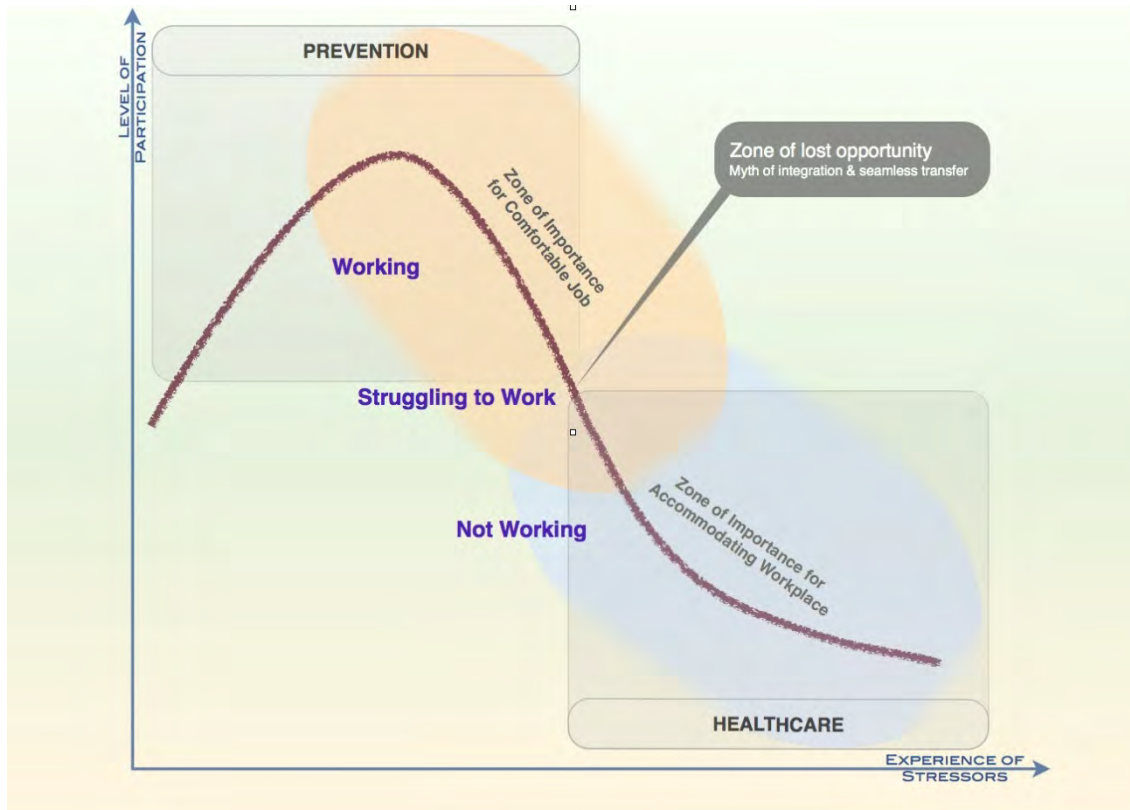 LEVEL OF
PARTICIPATION
PREVENTION
Zone of lost opportunity
Myth of integration & seamless transfer
Zone of Importance
for Comfortable Job
Working
Struggling to Work
Not Working
Zone of Importance for
Accommodating Workplace
HEALTHCARE
EXPERIENCE OF
STRESSORS